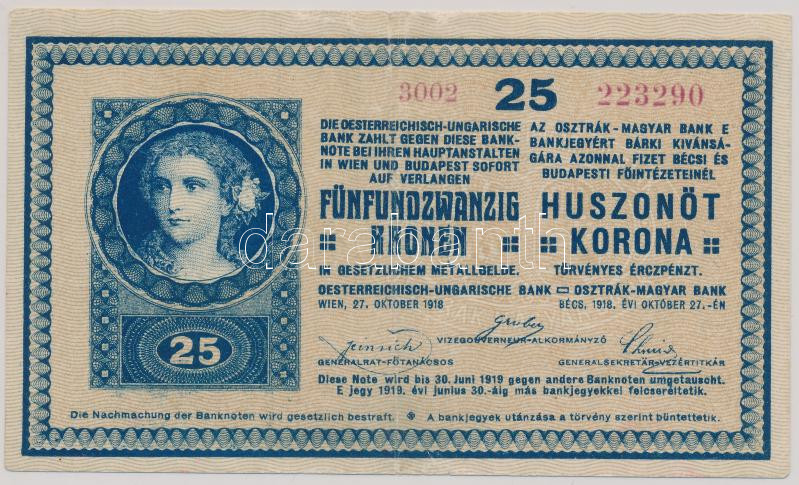 3002 25 223290
DIE OESTERREICHISCH-UNGARISCHE
BANK ZAHLT GEGEN DIESE BANK-
NOTE BEI IHREN HAUPTANSTALTEN
IN WIEN UND BUDAPEST SOFORT
AUF VERLANGEN
FÜNFUNDZWANZIG
KRONEN
IN GESETZLICHEM METALLGELDE.
AZ OSZTRÁK-MAGYAR BANK E
BANKJEGYÉRT BÁRKI KIVÁNSÁ-
GÁRA AZONNAL FIZET BÉCSI ÉS
BUDAPESTI FŐINTÉZETEINÉL
HUSZONÖT
KORONA
TÖRVÉNYES ÉRCZPÉNZT.
OESTERREICHISCH-UNGARISCHE BANK = OSZTRÁK-MAGYAR BANK
WIEN, 27. OKTOBER 1918
BÉCS, 1918. ÉVI OKTÓBER 27.-ÉN
Gruber
VIZEGOUVERNEUR-ALKORMÁNYZÓ
GENERALRAT-FŐTANÁCSOS
GENERALSEKRETÄR-VEZÉRTITKÁR
25
Diese Note wird bis 30. Juni 1919 gegen andere Banknoten umgetauscht.
E jegy 1919. évi junius 30.-áig más bankjegyekkel felcseréltetik.
Die Nachmachung der Banknoten wird gesetzlich bestraft. A bankjegyek utánzása a törvény szerint büntettetik.
darabanth